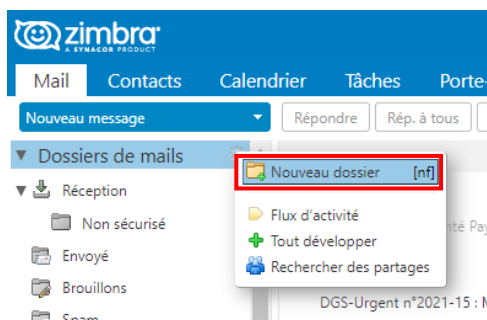 zimbra
A SYNACOR PRODUCT
Mail Contacts Calendrier Tâches Porte-
Nouveau message Répondre Rép. à tous
Dossiers de mails
Nouveau dossier [nf]
Réception
Flux d'activité
Non sécurisé
Tout développer
Envoyé
Rechercher des partages
Brouillons
DGS-Urgent n°2021-15 :
Spam